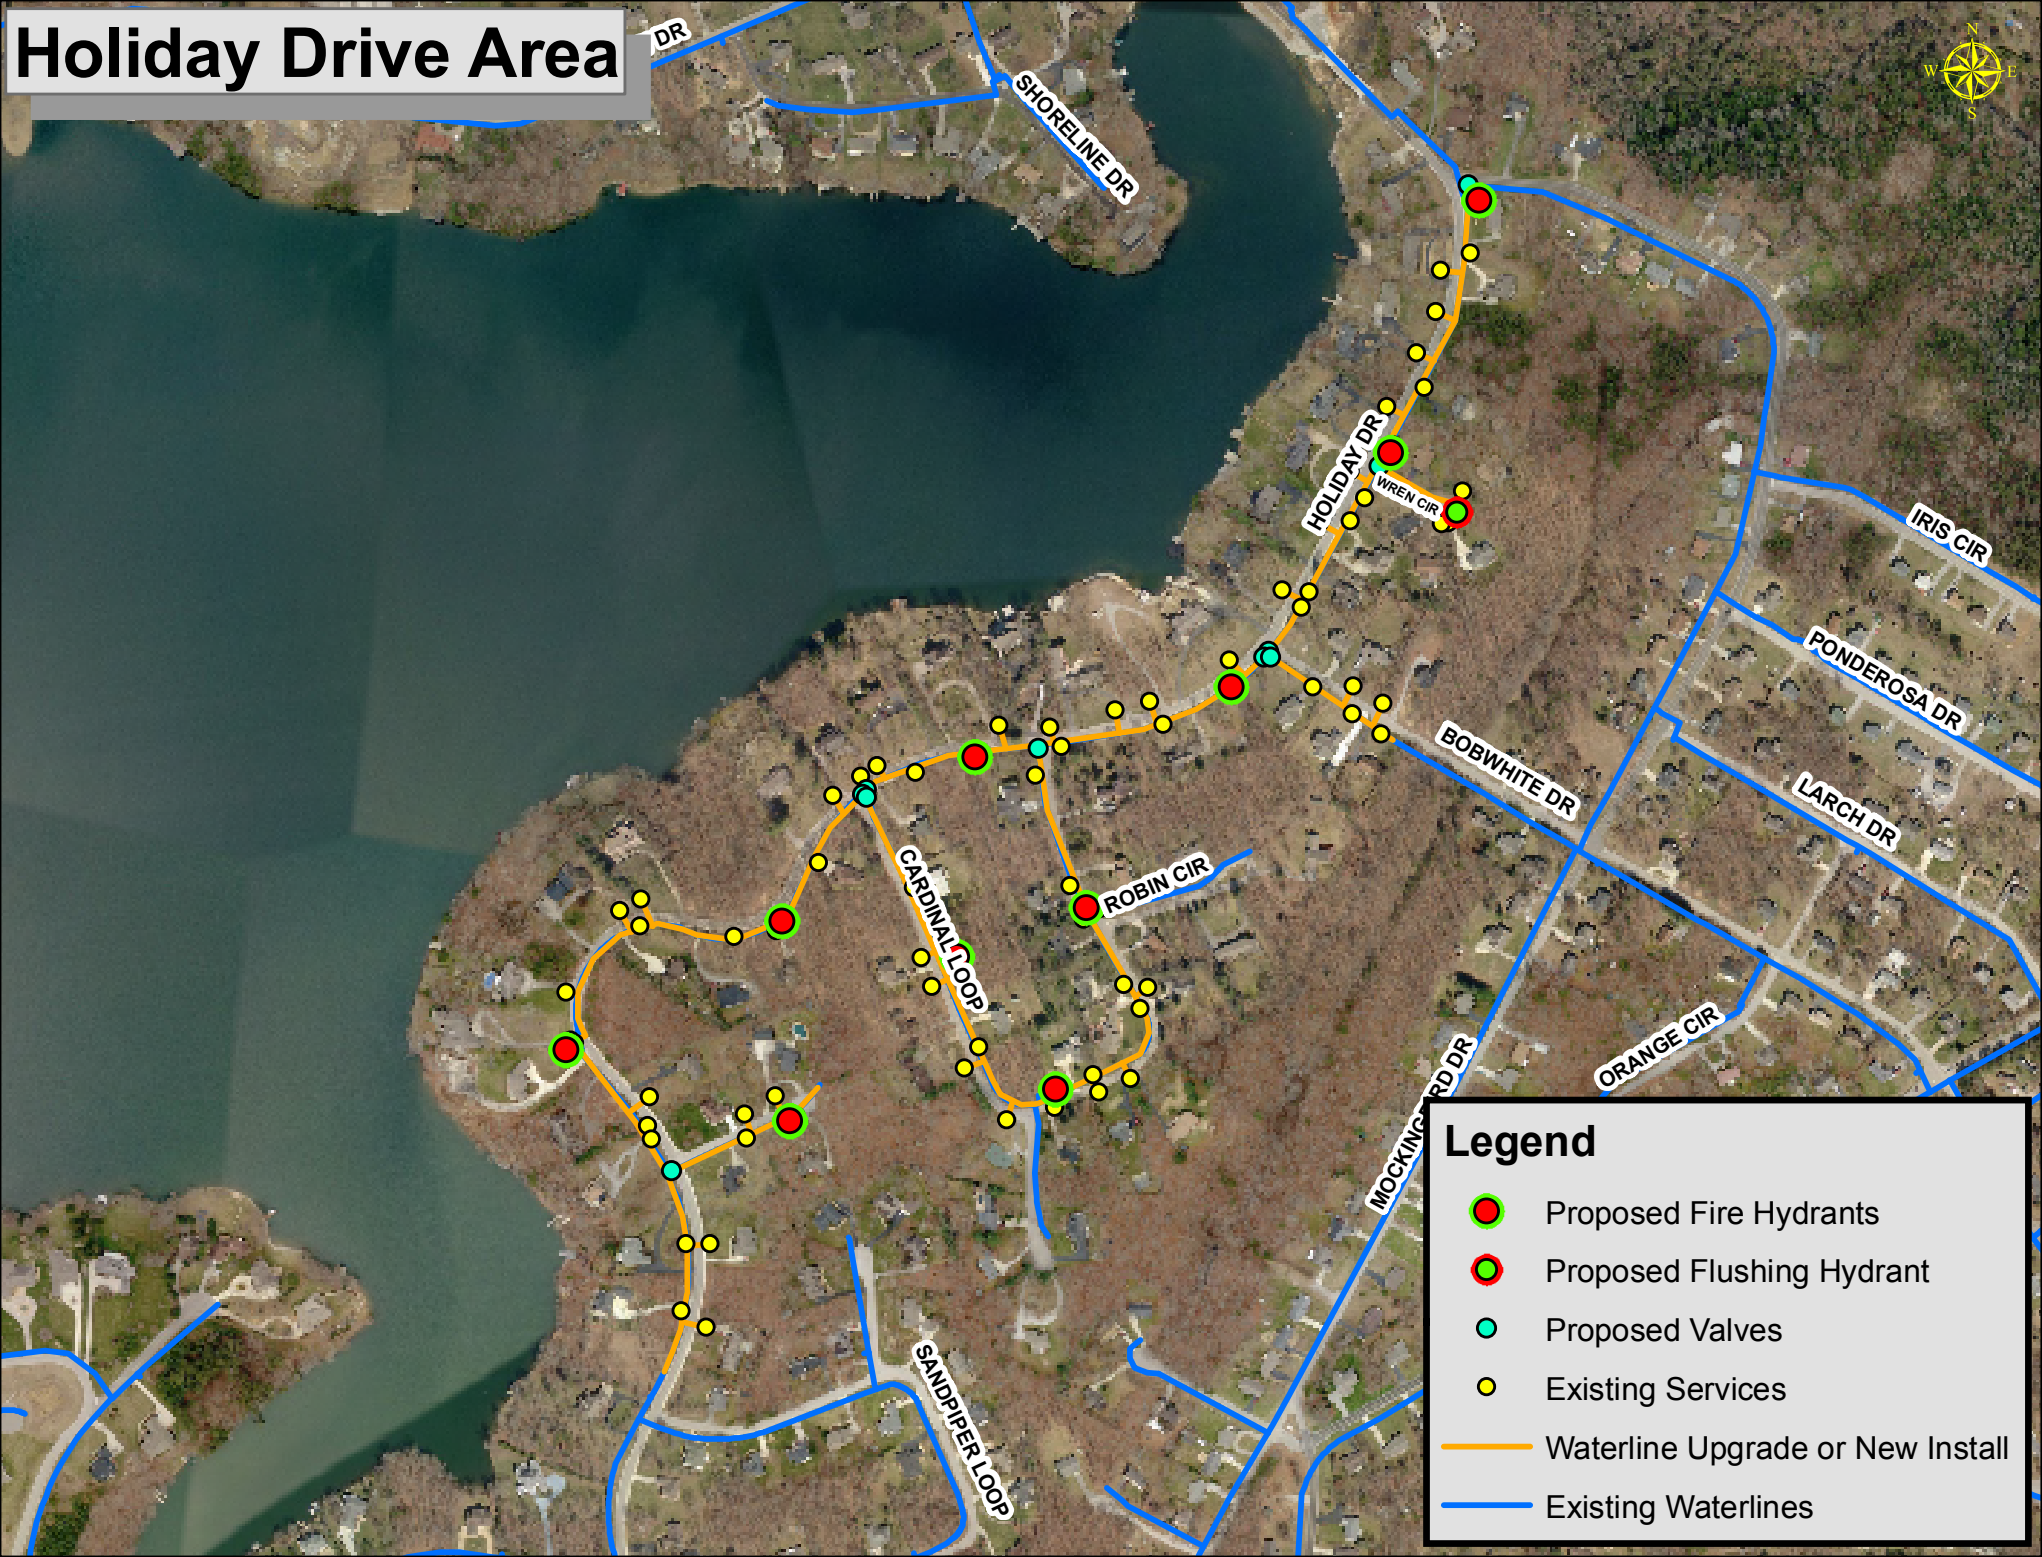 Holiday Drive Area
DR
N
W
E
S
SHORELINE DR
HOLIDAY DR
WREN CIR
IRIS CIR
PONDEROSA DR
BOBWHITE DR
LARCH DR
CARDINAL LOOP
ROBIN CIR
ORANGE CIR
MOCKINGBIRD DR
SANDPIPER LOOP
Legend
Proposed Fire Hydrants
Proposed Flushing Hydrant
Proposed Valves
Existing Services
Waterline Upgrade or New Install
Existing Waterlines